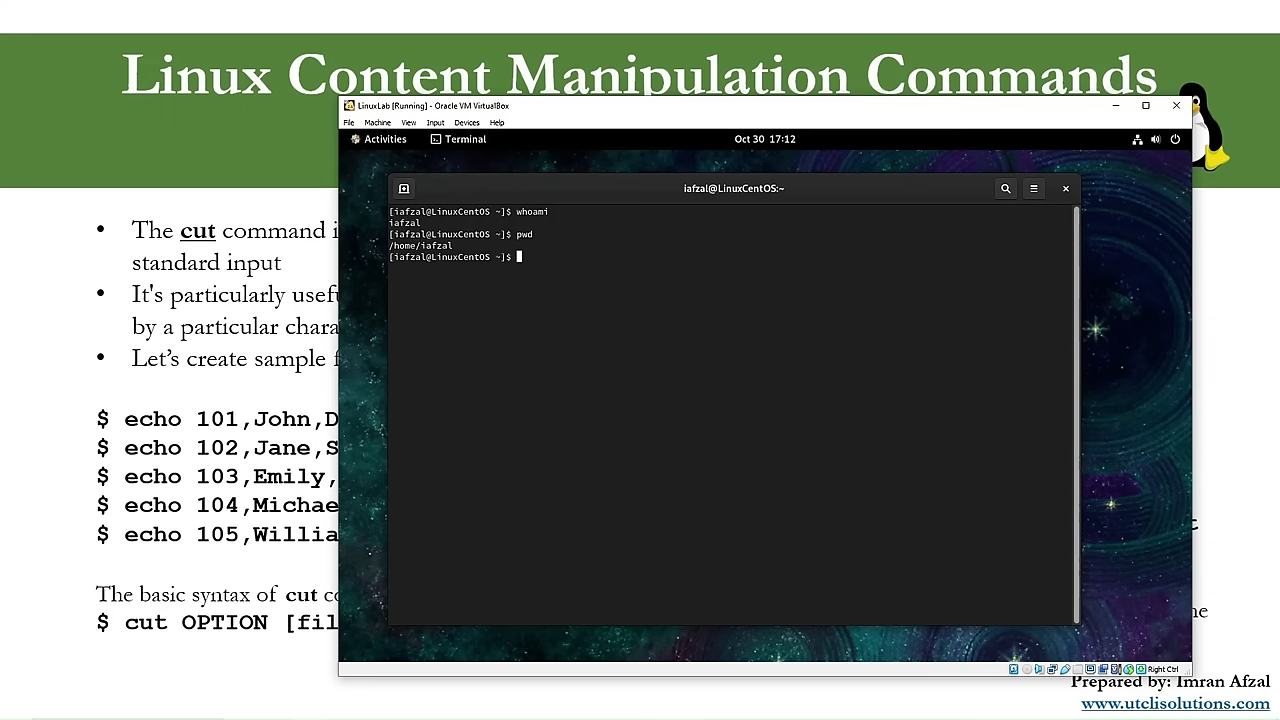 Linux Content Manipulation Commands
LinuxLab [Running] - Oracle VM VirtualBox
File Machine View Input Devices Help
Activities Terminal Oct 30 17:12
iafzal@LinuxCentOS:~
[iafzal@LinuxCentOS ~]$ whoami
iafzal
[iafzal@LinuxCentOS ~]$ pwd
/home/iafzal
[iafzal@LinuxCentOS ~]$
• The cut command
standard input
• It's particularly
by a particular
• Let’s create sample
$ echo 101,John,D
$ echo 102,Jane,S
$ echo 103,Emily,
$ echo 104,Michae
$ echo 105,Willia
The basic syntax of cut
$ cut OPTION [fil
Right Ctrl
Prepared by: Imran Afzal
www.utclisolutions.com